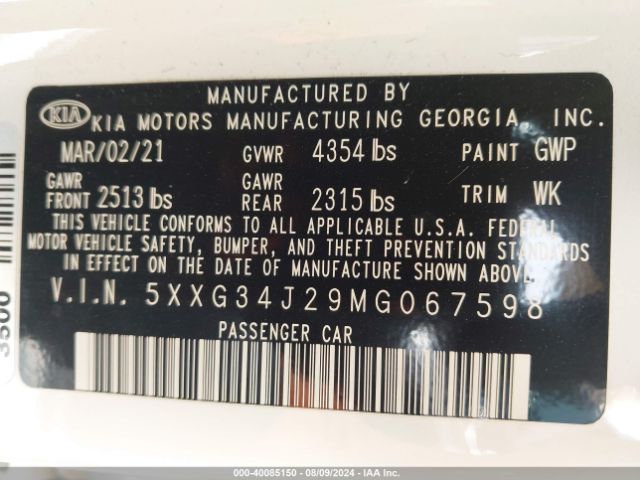 MANUFACTURED BY
KIA KIA MOTORS MANUFACTURING GEORGIA, INC.
MAR/02/21 GVWR 4354 lbs PAINT GWP
GAWR FRONT 2513 lbs GAWR REAR 2315 lbs TRIM WK
THIS VEHICLE CONFORMS TO ALL APPLICABLE U.S.A. FEDERAL
MOTOR VEHICLE SAFETY, BUMPER, AND THEFT PREVENTION STANDARDS
IN EFFECT ON THE DATE OF MANUFACTURE SHOWN ABOVE.
V.I.N. 5XXG34J29MG067598
PASSENGER CAR
3500
000-40085150 - 08/09/2024 - IAA Inc.